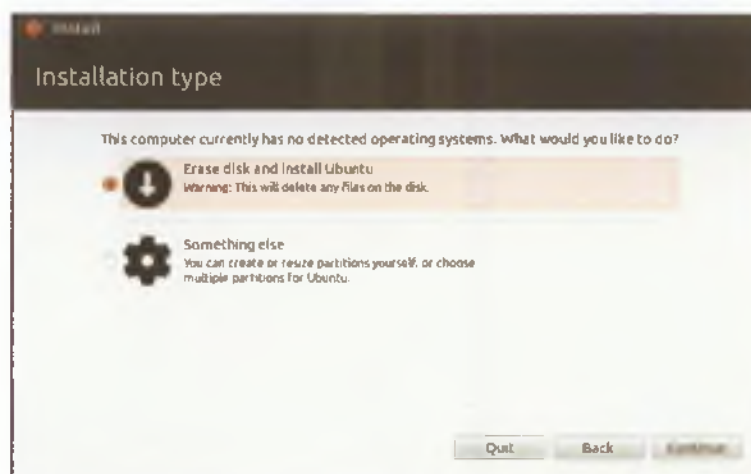 Install
Installation type
This computer currently has no detected operating systems. What would you like to do?
Erase disk and install Ubuntu
Warning: This will delete any files on the disk.
Something else
You can create or resize partitions yourself, or choose
multiple partitions for Ubuntu.
Quit
Back
Continue